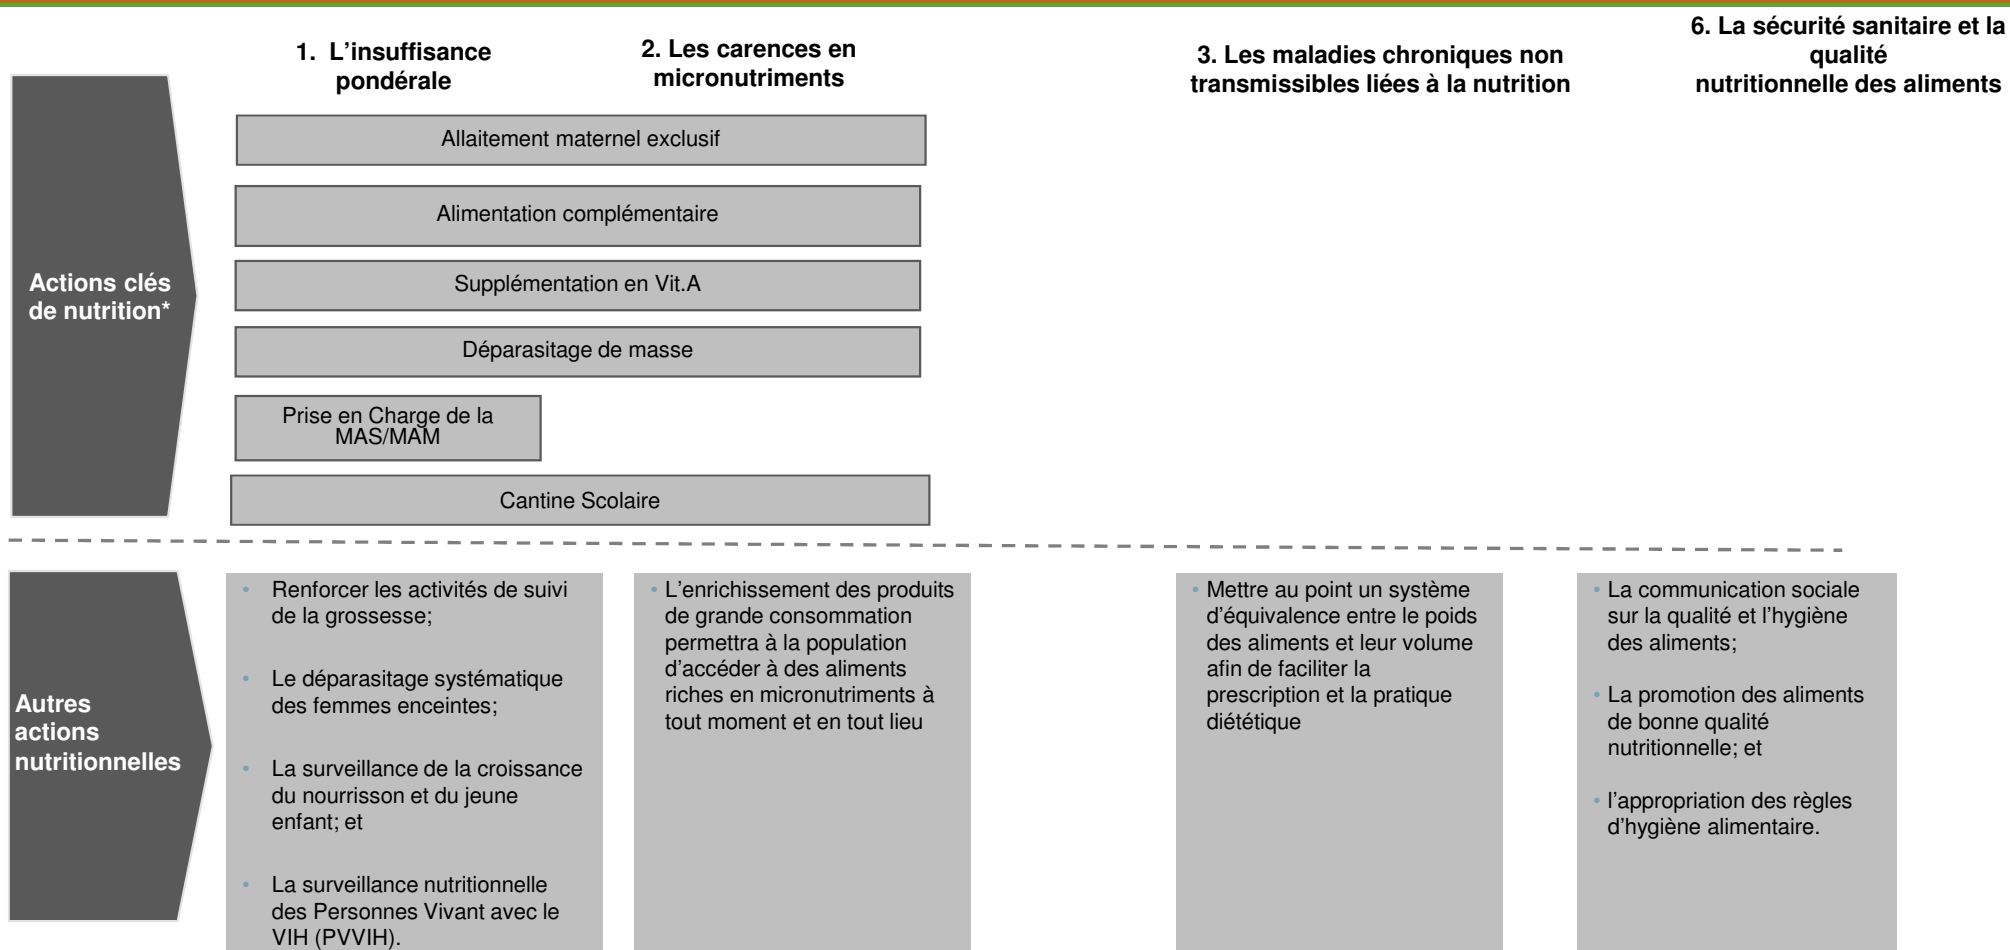 1. L'insuffisance
pondérale
2. Les carences en
micronutriments
3. Les maladies chroniques non
transmissibles liées à la nutrition
6. La sécurité sanitaire et la
qualité
nutritionnelle des aliments
Actions clés
de nutrition*
Allaitement maternel exclusif
Alimentation complémentaire
Supplémentation en Vit.A
Déparasitage de masse
Prise en Charge de la
MAS/MAM
Cantine Scolaire
Autres
actions
nutritionnelles
• Renforcer les activités de suivi
de la grossesse;
• Le déparasitage systématique
des femmes enceintes;
• La surveillance de la croissance
du nourrisson et du jeune
enfant; et
• La surveillance nutritionnelle
des Personnes Vivant avec le
VIH (PVVIH).
• L'enrichissement des produits
de grande consommation
permettra à la population
d'accéder à des aliments
riches en micronutriments à
tout moment et en tout lieu
• Mettre au point un système
d'équivalence entre le poids
des aliments et leur volume
afin de faciliter la
prescription et la pratique
diététique
• La communication sociale
sur la qualité et l'hygiène
des aliments;
• La promotion des aliments
de bonne qualité
nutritionnelle; et
• l'appropriation des règles
d'hygiène alimentaire.